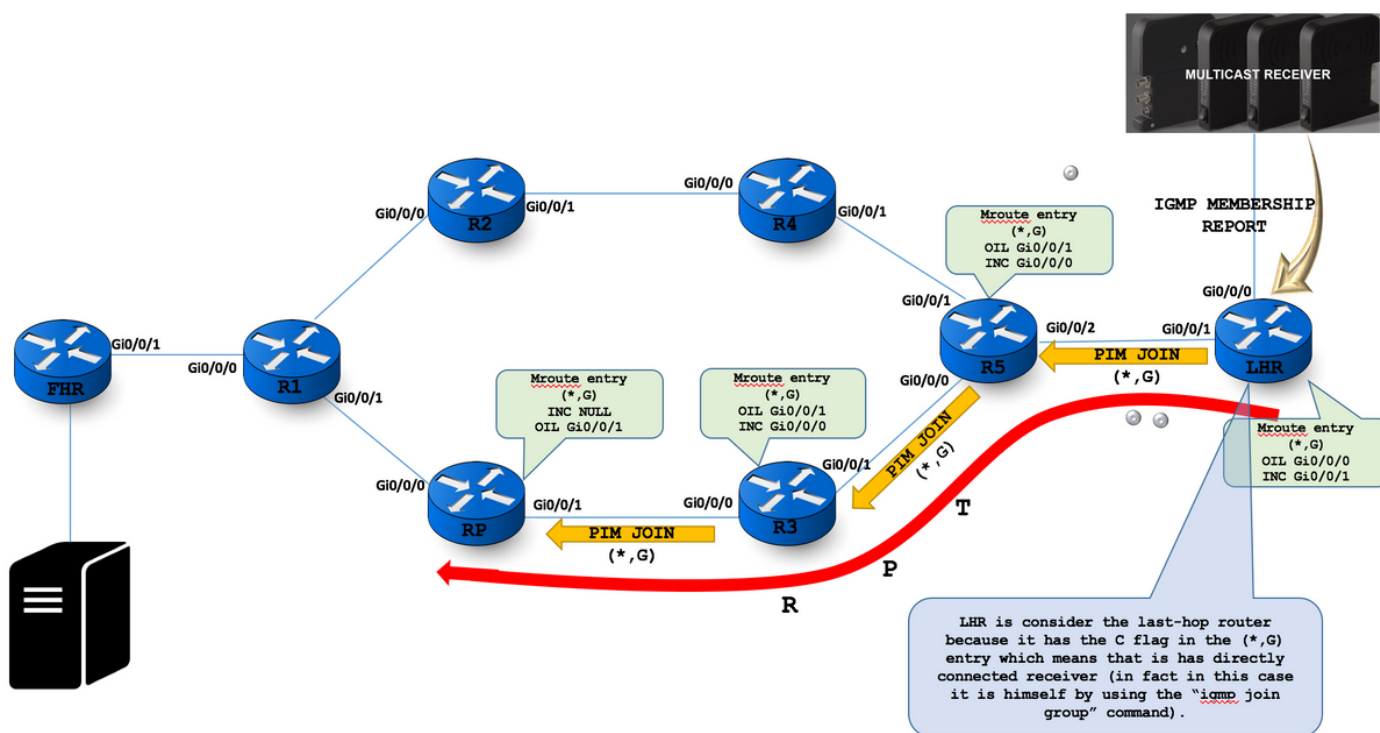 MULTICAST RECEIVER
IGMP MEMBERSHIP
REPORT
Gi0/0/0
Gi0/0/1
R2
Gi0/0/0
Gi0/0/1
R4
Mroute entry
(*,G)
OIL Gi0/0/1
INC Gi0/0/0
Gi0/0/1
Gi0/0/2
Gi0/0/0
R5
Gi0/0/0
Gi0/0/1
LHR
PIM JOIN
(*,G)
Gi0/0/1
FHR
Gi0/0/0
R1
Gi0/0/1
Mroute entry
(*,G)
INC NULL
OIL Gi0/0/1
Mroute entry
(*,G)
OIL Gi0/0/1
INC Gi0/0/0
PIM JOIN
(*,G)
Mroute entry
(*,G)
OIL Gi0/0/0
INC Gi0/0/1
Gi0/0/0
RP
Gi0/0/1
PIM JOIN
(*,G)
Gi0/0/0
Gi0/0/1
R3
R
P
T
LHR is consider the last-hop router
because it has the C flag in the (*,G)
entry which means that is has directly
connected receiver (in fact in this case
it is himself by using the “igmp join
group” command).